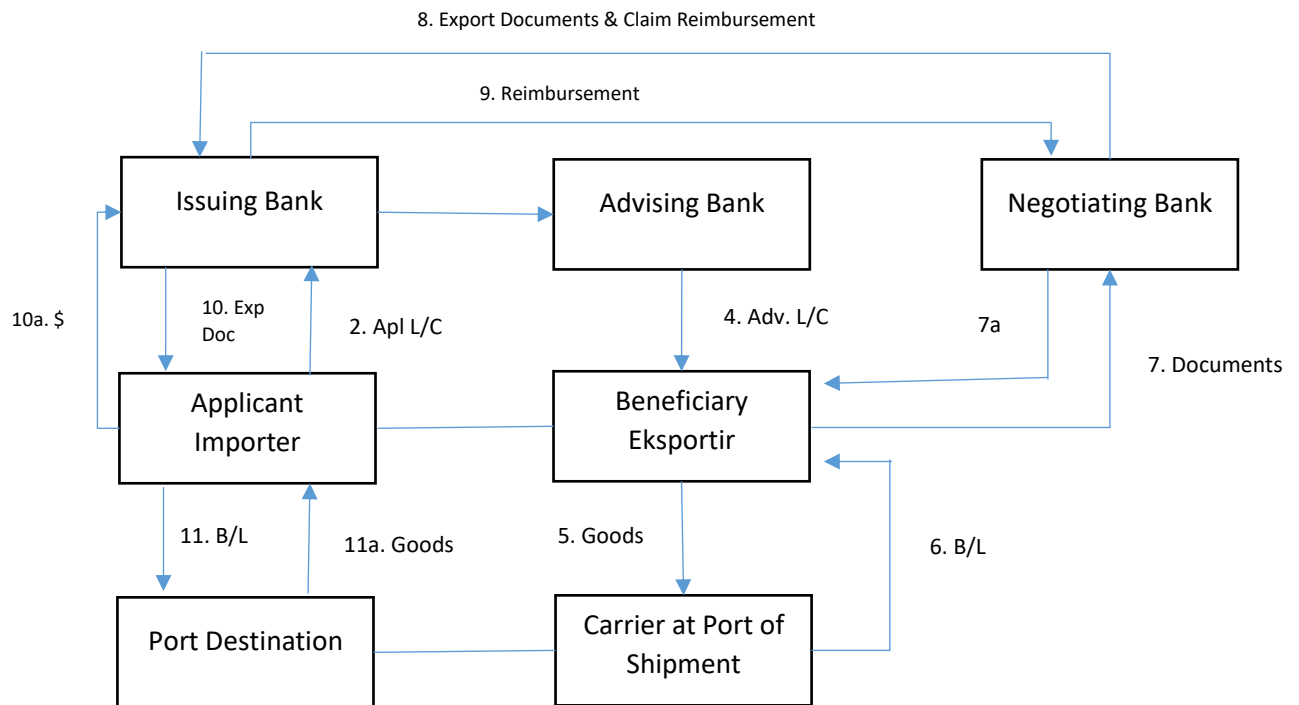 8. Export Documents & Claim Reimbursement
9. Reimbursement
Issuing Bank
Advising Bank
Negotiating Bank
10a. $
10. Exp
Doc
2. Apl L/C
4. Adv. L/C
7a
7. Documents
Applicant
Importer
Beneficiary
Eksportir
11. B/L
11a. Goods
5. Goods
6. B/L
Port Destination
Carrier at Port of
Shipment